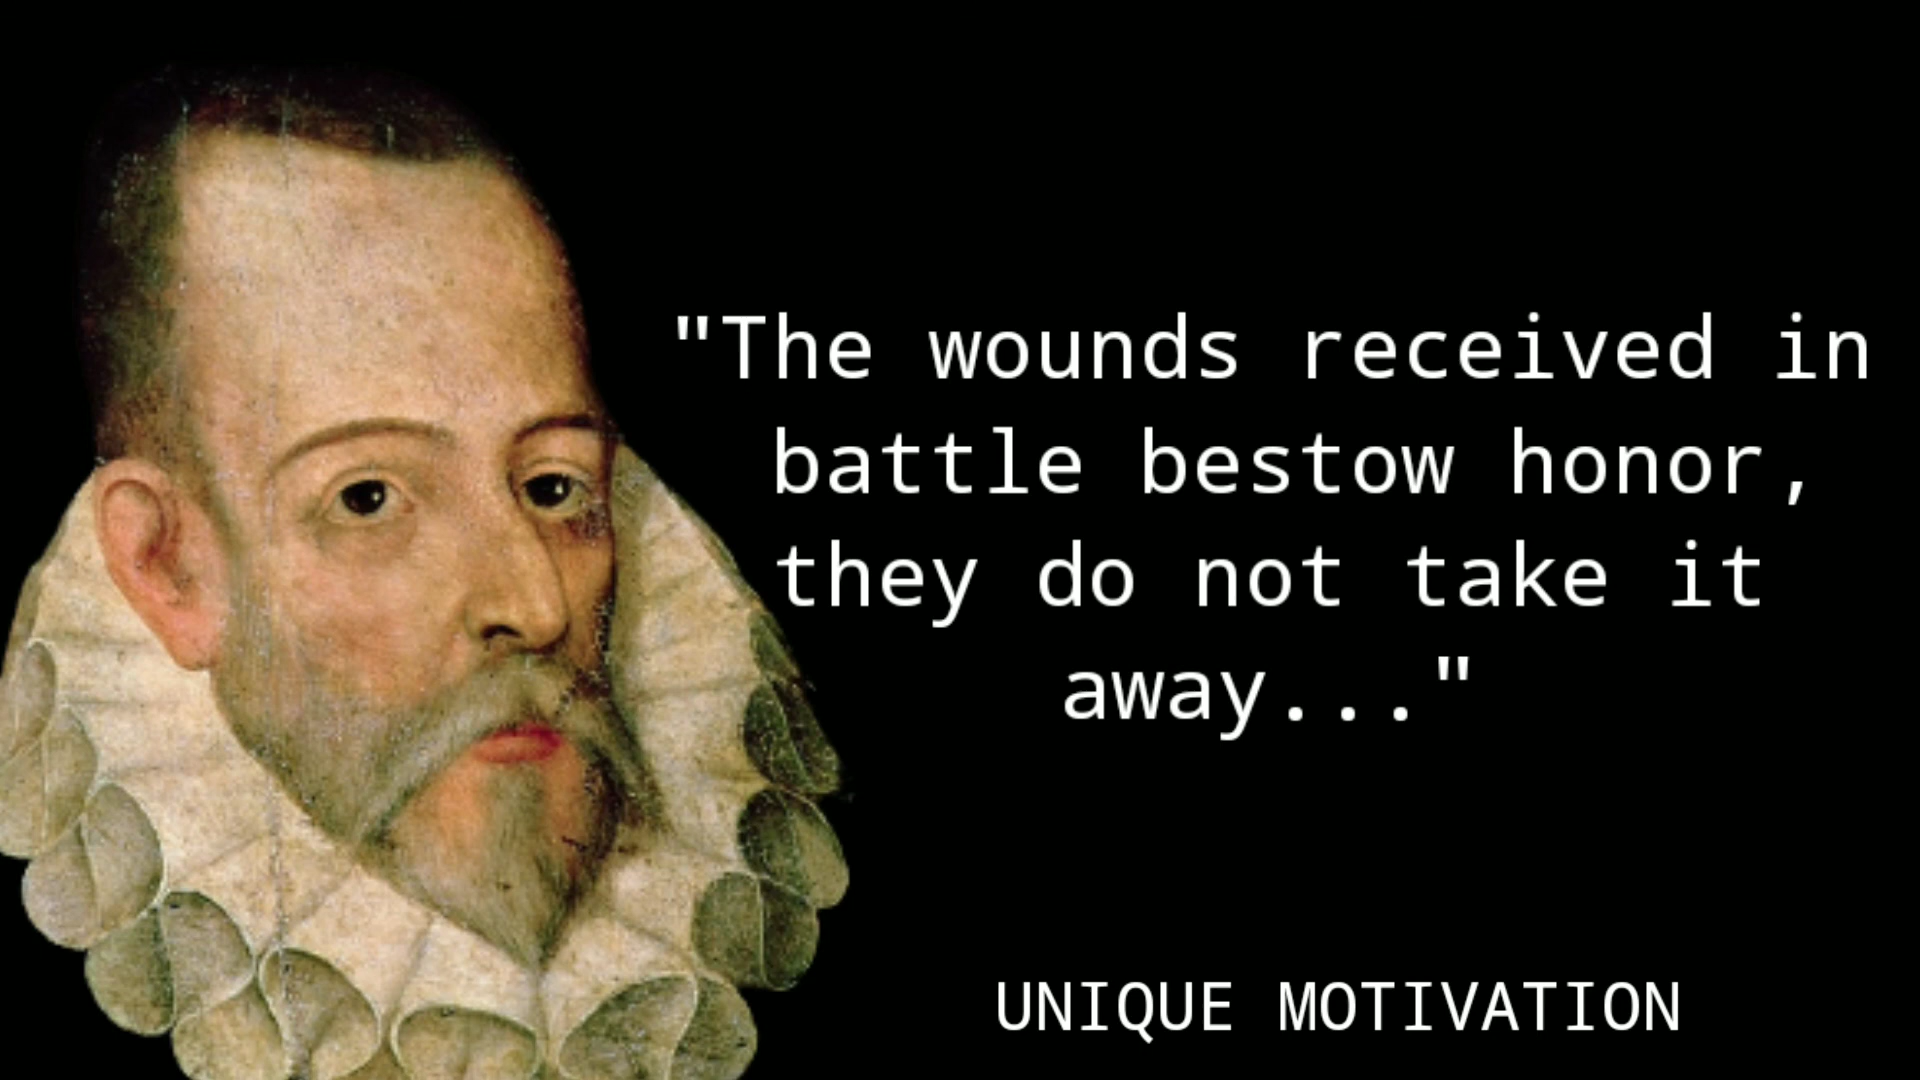 "The wounds received in
battle bestow honor,
they do not take it
away..."
UNIQUE MOTIVATION